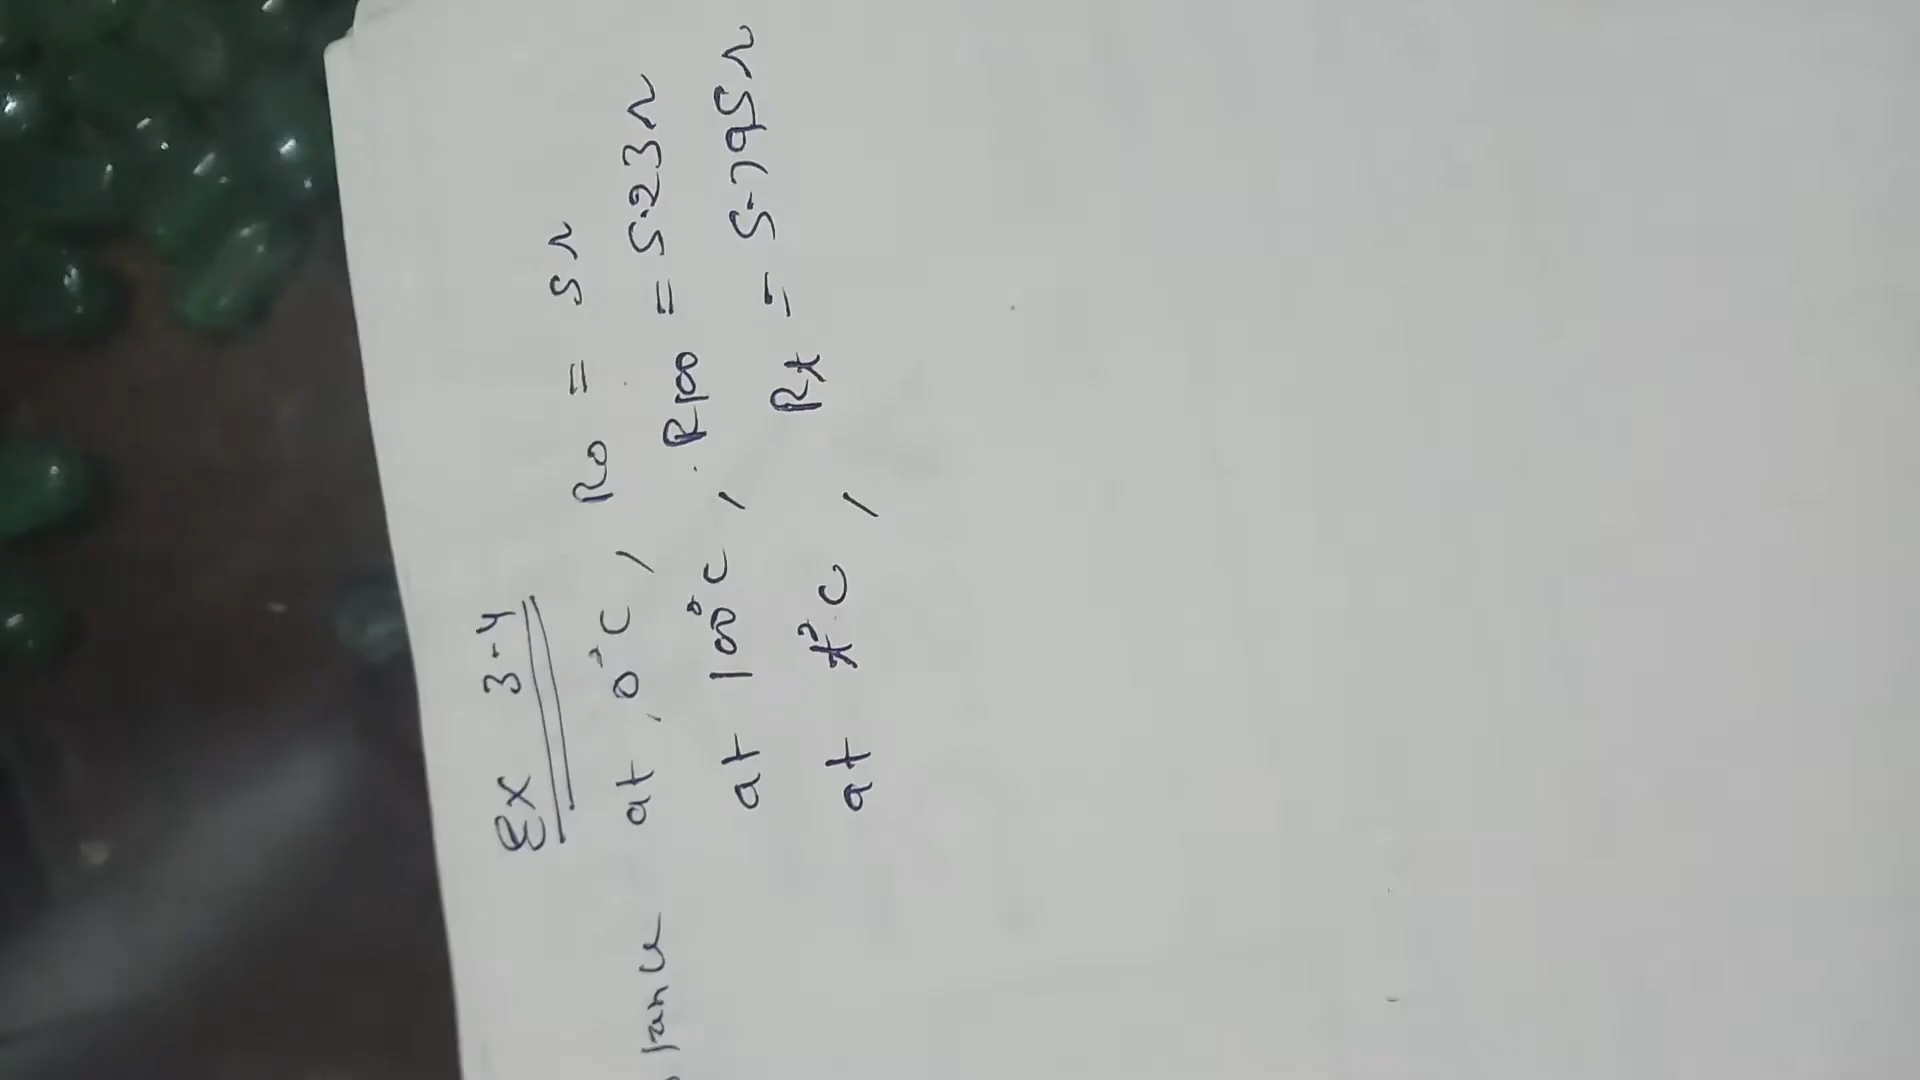 Ex 3.4
at 0°C, R0 = 5Ω
at 100°C, R100 = 5.23Ω
at t°C, Rt = 5.795Ω